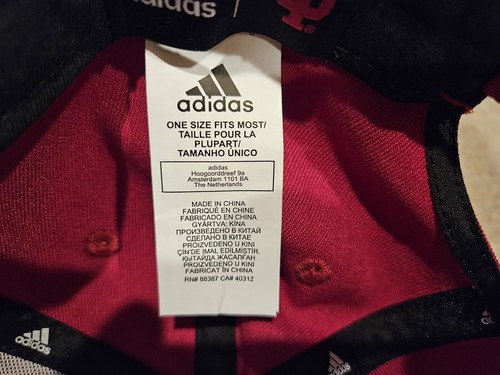 adidas
adidas
ONE SIZE FITS MOST/
TAILLE POUR LA
PLUPART/
TAMANHO ÚNICO
adidas
Hoogoorddreef 9a
Amsterdam 1101 BA
The Netherlands
MADE IN CHINA
FABRIQUÉ EN CHINE
FABRICADO EN CHINA
GYÁRTVA: KÍNA
ПРОИЗВЕДЕНО В КИТАЙ
СДЕЛАНО В КИТАЕ
PROIZVEDENO U KINI
ÇİN'DE İMAL EDİLMİŞTİR.
ҚЫТАЙДА ЖАСАЛҒАН
PROIZVEDENO U KINI
FABRICAT ÎN CHINA
RN# 88387 CA# 40312
adidas
adidas